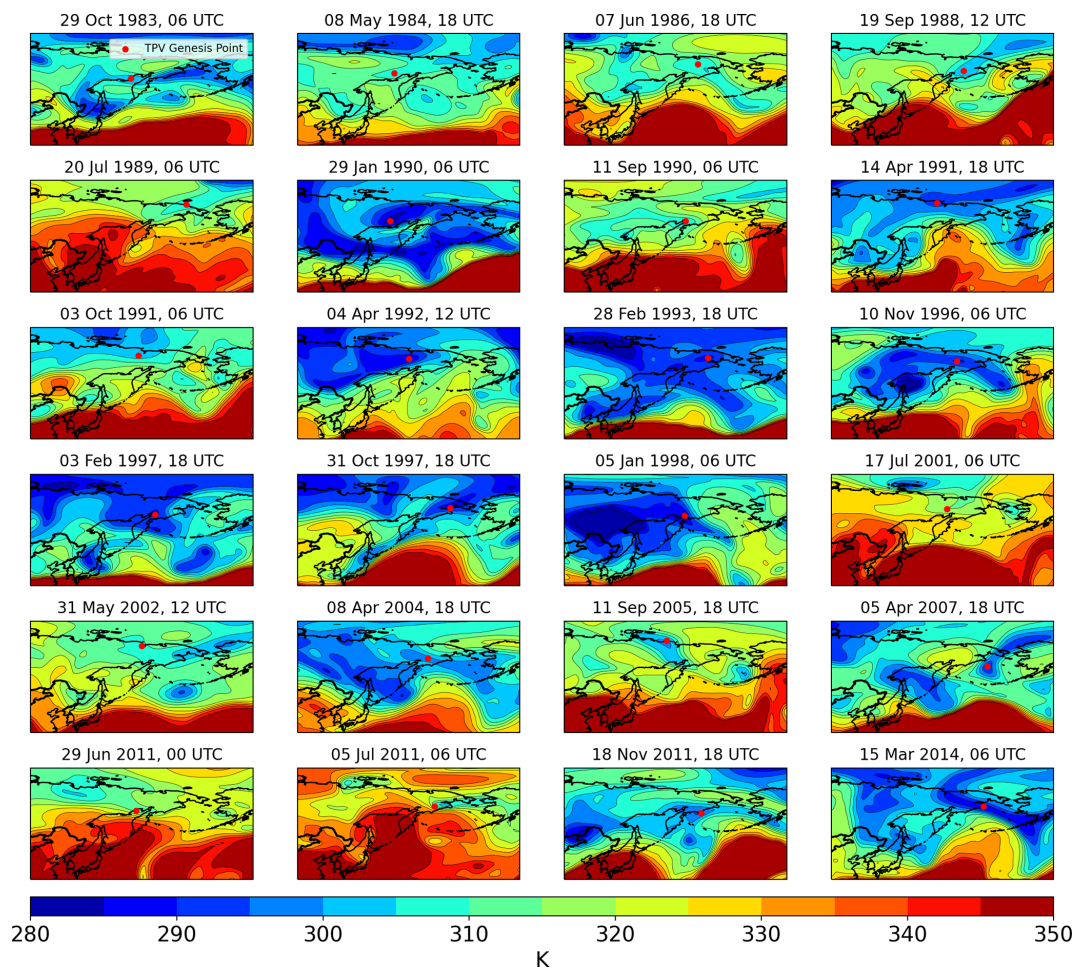 29 Oct 1983, 06 UTC
08 May 1984, 18 UTC
07 Jun 1986, 18 UTC
19 Sep 1988, 12 UTC
TPV Genesis Point
20 Jul 1989, 06 UTC
29 Jan 1990, 06 UTC
11 Sep 1990, 06 UTC
14 Apr 1991, 18 UTC
03 Oct 1991, 06 UTC
04 Apr 1992, 12 UTC
28 Feb 1993, 18 UTC
10 Nov 1996, 06 UTC
03 Feb 1997, 18 UTC
31 Oct 1997, 18 UTC
05 Jan 1998, 06 UTC
17 Jul 2001, 06 UTC
31 May 2002, 12 UTC
08 Apr 2004, 18 UTC
11 Sep 2005, 18 UTC
05 Apr 2007, 18 UTC
29 Jun 2011, 00 UTC
05 Jul 2011, 06 UTC
18 Nov 2011, 18 UTC
15 Mar 2014, 06 UTC
280 290 300 310 320 330 340 350
K